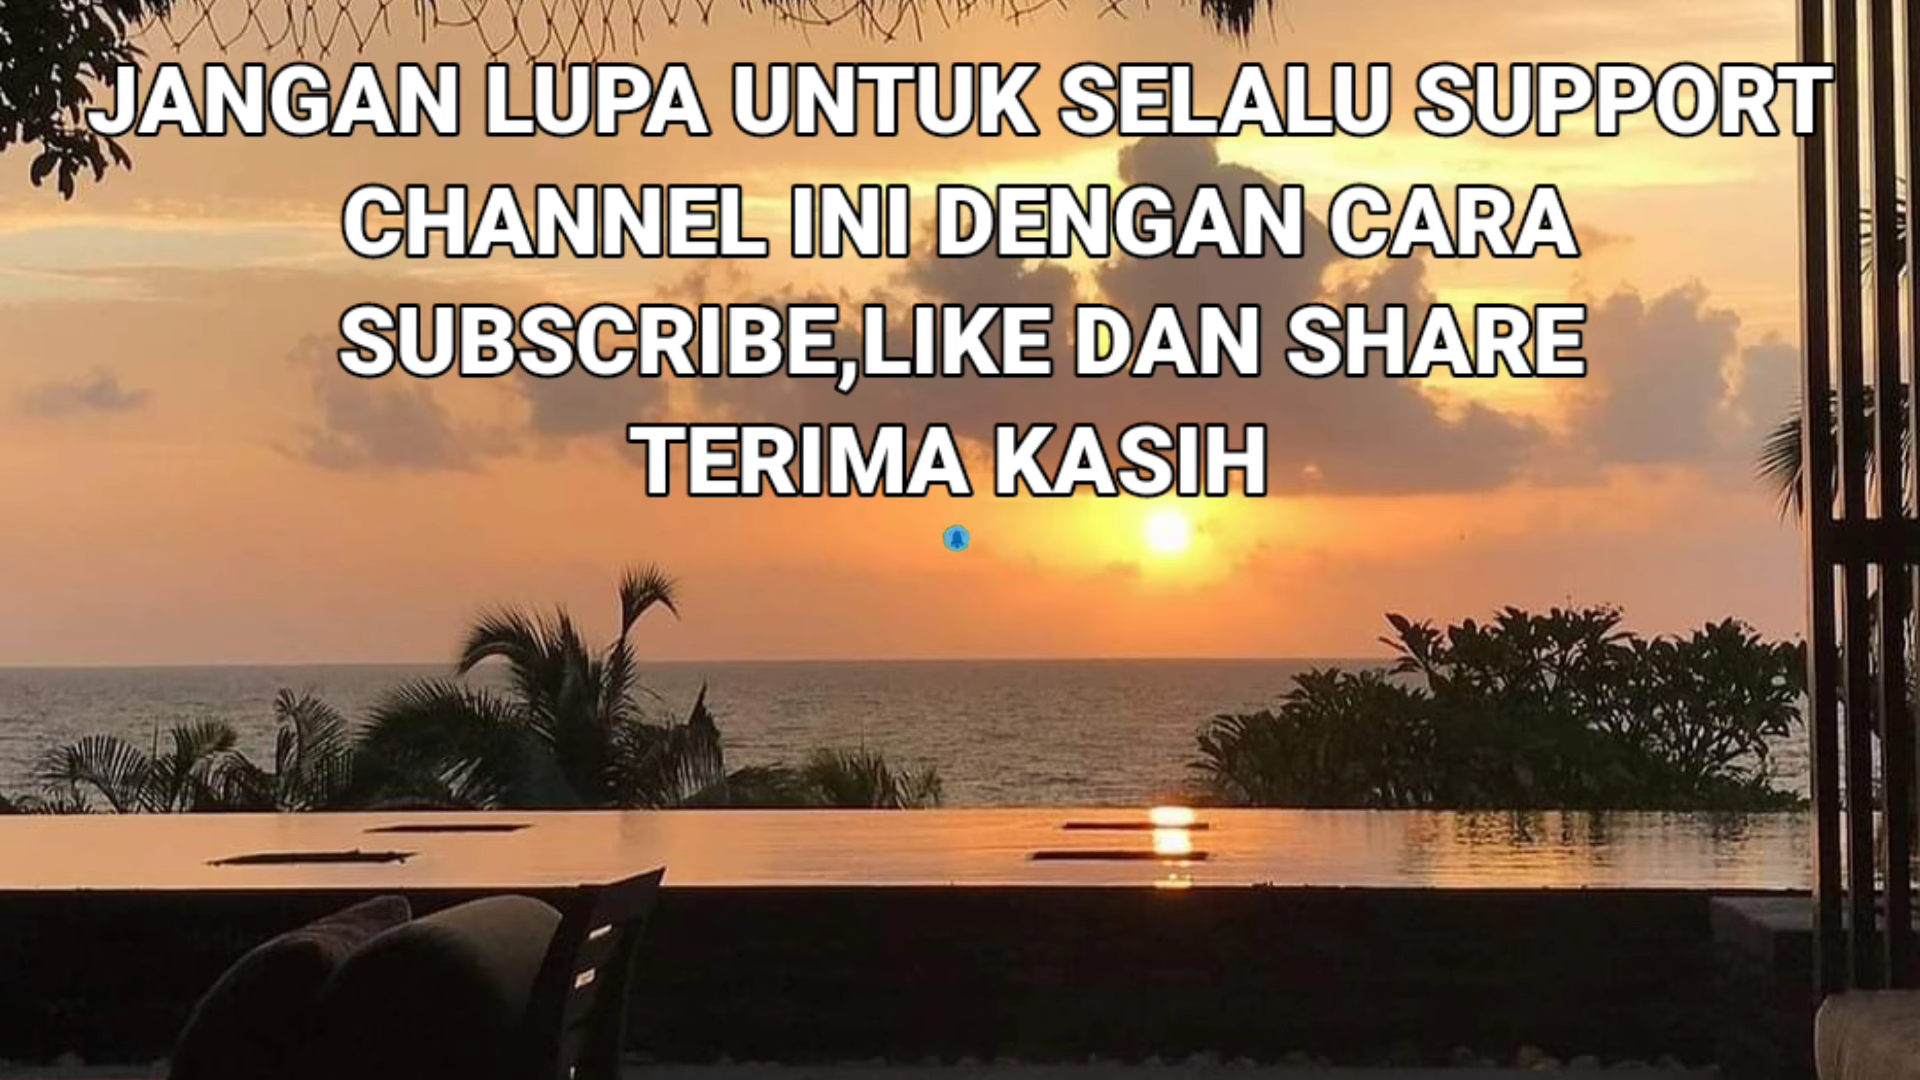 JANGAN LUPA UNTUK SELALU SUPPORT
CHANNEL INI DENGAN CARA
SUBSCRIBE,LIKE DAN SHARE
TERIMA KASIH